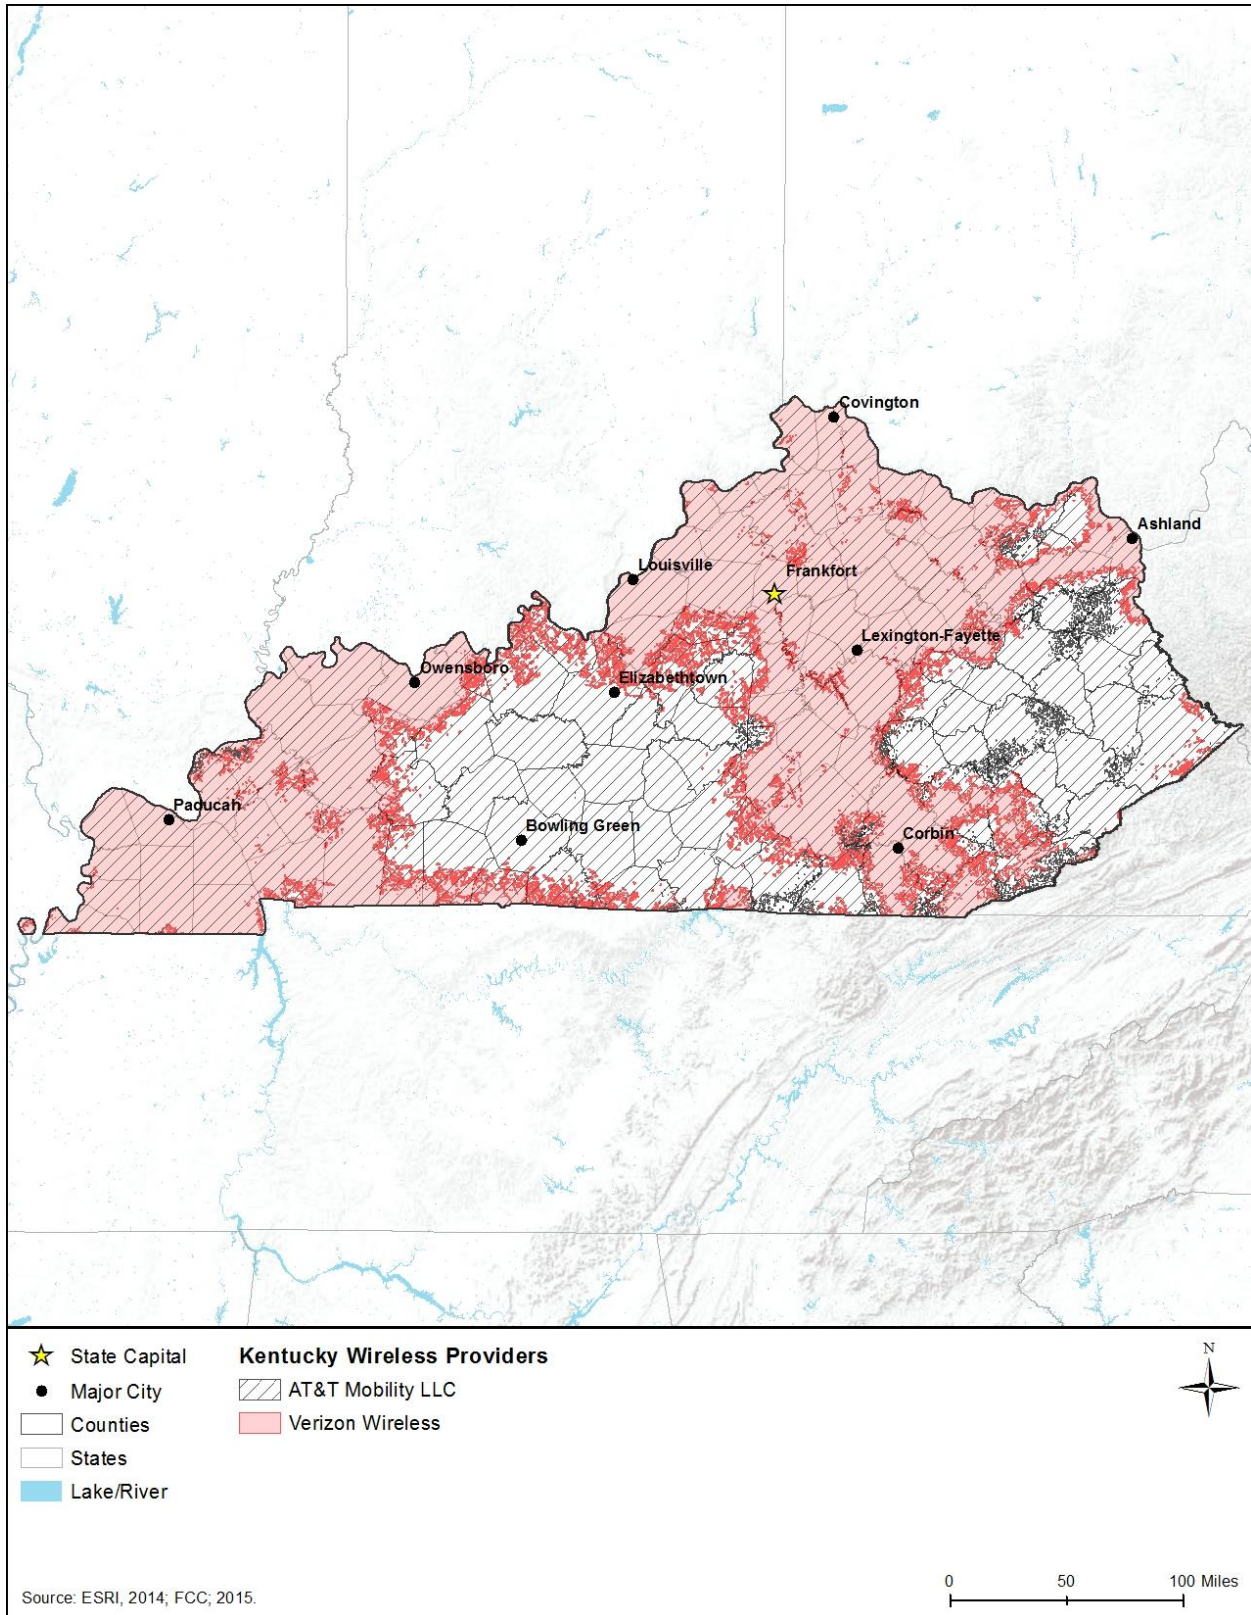 Covington
Ashland
Louisville
Frankfort
Lexington-Fayette
Owensboro
Elizabethtown
Paducah
Bowling Green
Corbin
State Capital
Major City
Counties
States
Lake/River
Kentucky Wireless Providers
AT&T Mobility LLC
Verizon Wireless
N
Source: ESRI, 2014; FCC; 2015.
0 50 100 Miles